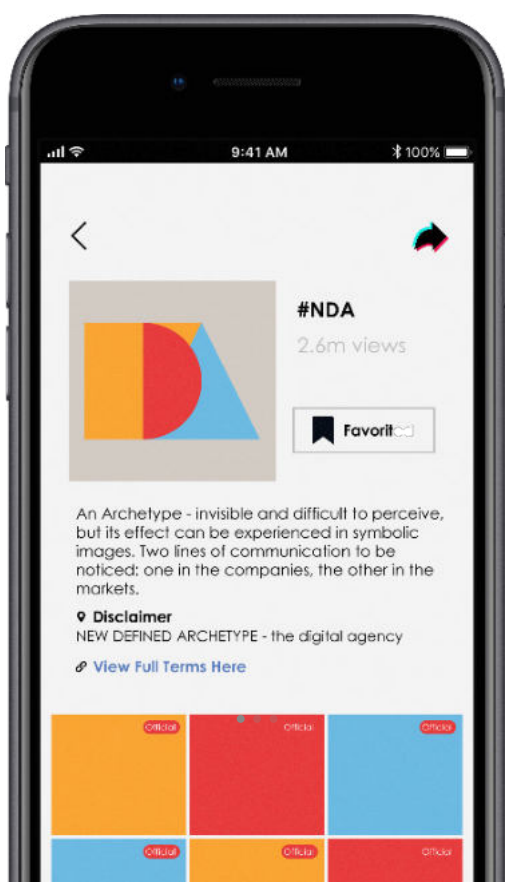 9:41 AM
100%
#NDA
2.6m views
Favorit
An Archetype - invisible and difficult to perceive,
but its effect can be experienced in symbolic
images. Two lines of communication to be
noticed: one in the companies, the other in the
markets.
Disclaimer
NEW DEFINED ARCHETYPE - the digital agency
View Full Terms Here
Official Official Official
Official Official Official